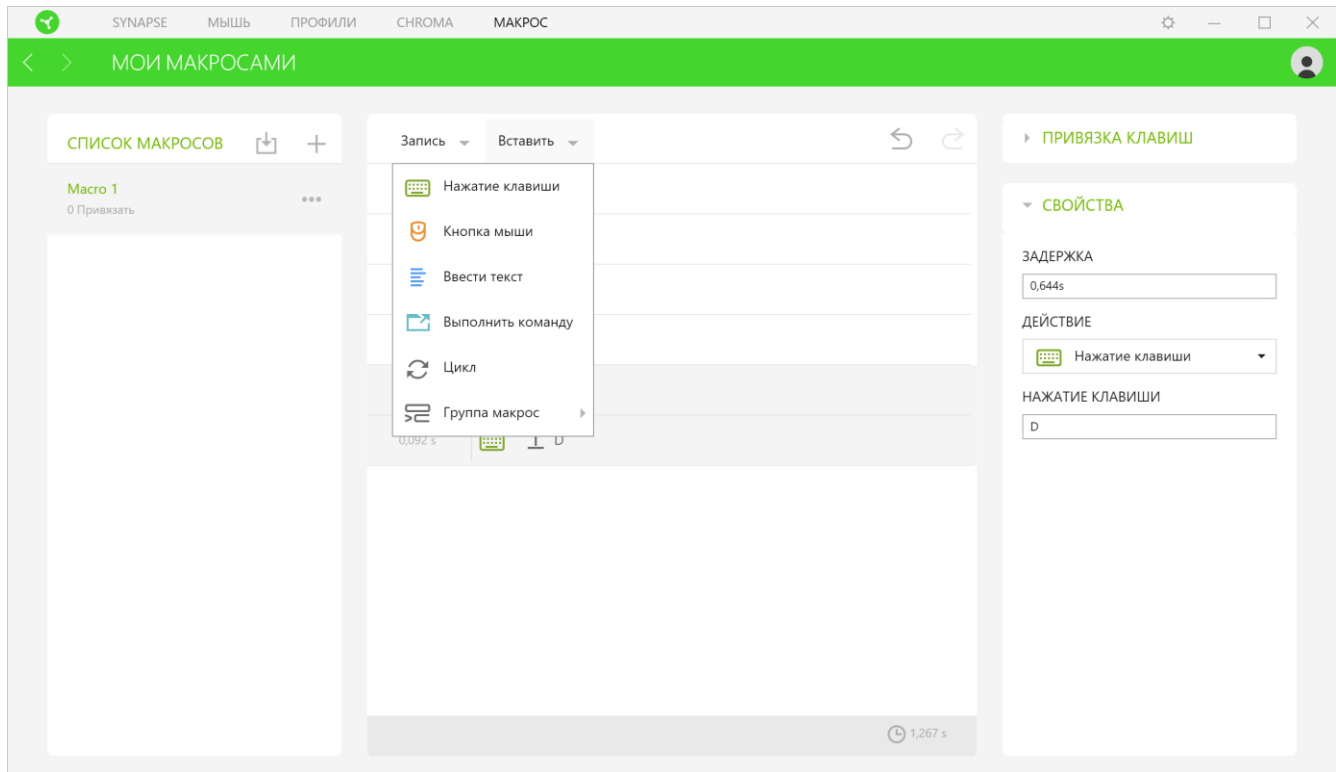 SYNAPSE МЫШЬ ПРОФИЛИ CHROMA МАКРОС
МОИ МАКРОСАМИ
СПИСОК МАКРОСОВ
Macro 1
0 Привязать
Запись Вставить
Нажатие клавиши
Кнопка мыши
Ввести текст
Выполнить команду
Цикл
Группа макрос
0,092 s D
1,267 s
ПРИВЯЗКА КЛАВИШ
СВОЙСТВА
ЗАДЕРЖКА
0,644s
ДЕЙСТВИЕ
Нажатие клавиши
НАЖАТИЕ КЛАВИШИ
D